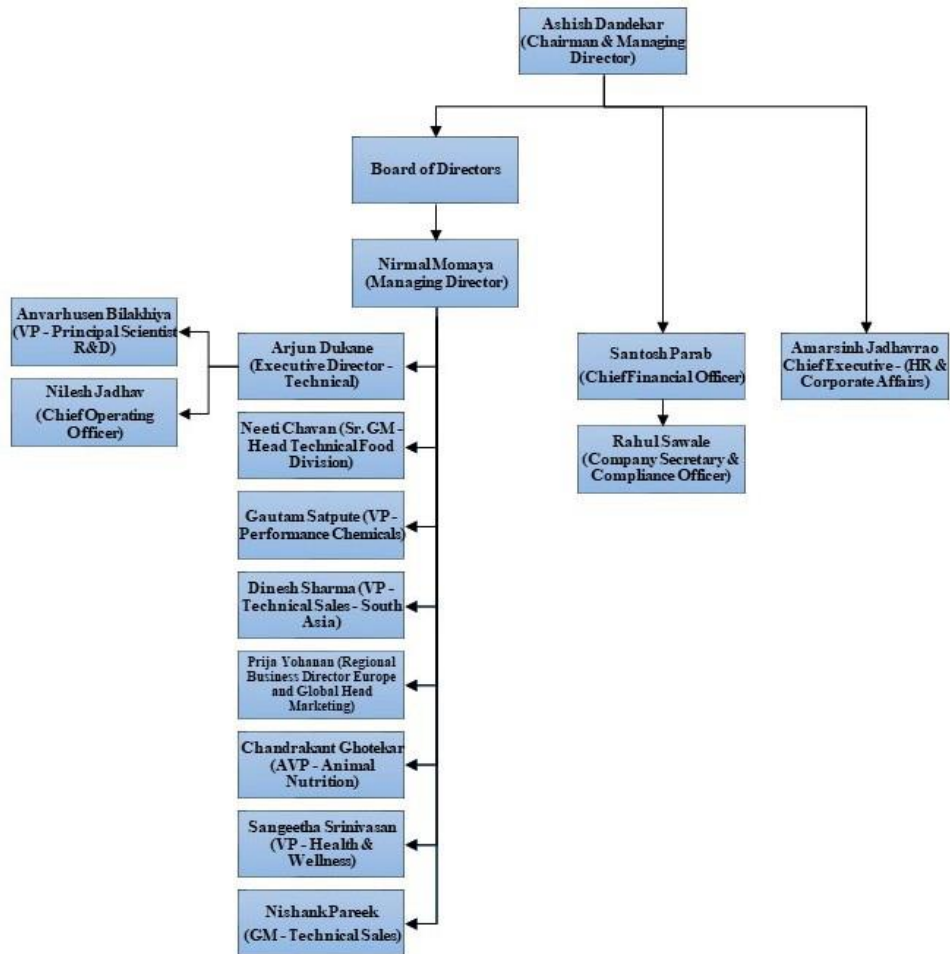 Ashish Dandekar
(Chairman & Managing
Director)
Board of Directors
Nirmal Momaya
(Managing Director)
Anvarhusen Bilakhiya
(VP - Principal Scientist
R&D)
Nilesh Jadhav
(Chief Operating
Officer)
Arjun Dukane
(Executive Director -
Technical)
Neeti Chavan (Sr. GM -
Head Technical Food
Division)
Gautam Satpute (VP -
Performance Chemicals)
Dinesh Sharma (VP -
Technical Sales - South
Asia)
Prija Yohanan (Regional
Business Director Europe
and Global Head
Marketing)
Chandrakant Ghotekar
(AVP - Animal
Nutrition)
Sangeetha Srinivasan
(VP - Health &
Wellness)
Nishank Pareek
(GM - Technical Sales)
Santosh Parab
(Chief Financial Officer)
Rahul Sawale
(Company Secretary &
Compliance Officer)
Amarsinh Jadhavrao
Chief Executive - (HR &
Corporate Affairs)